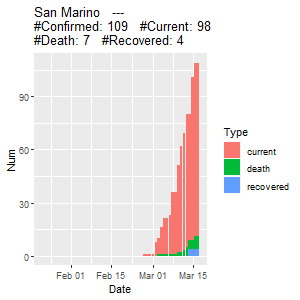 San Marino   ---
#Confirmed: 109   #Current: 98
#Death: 7   #Recovered: 4
Num
90
60
30
0
Feb 01   Feb 15   Mar 01   Mar 15
Date
Type
current
death
recovered